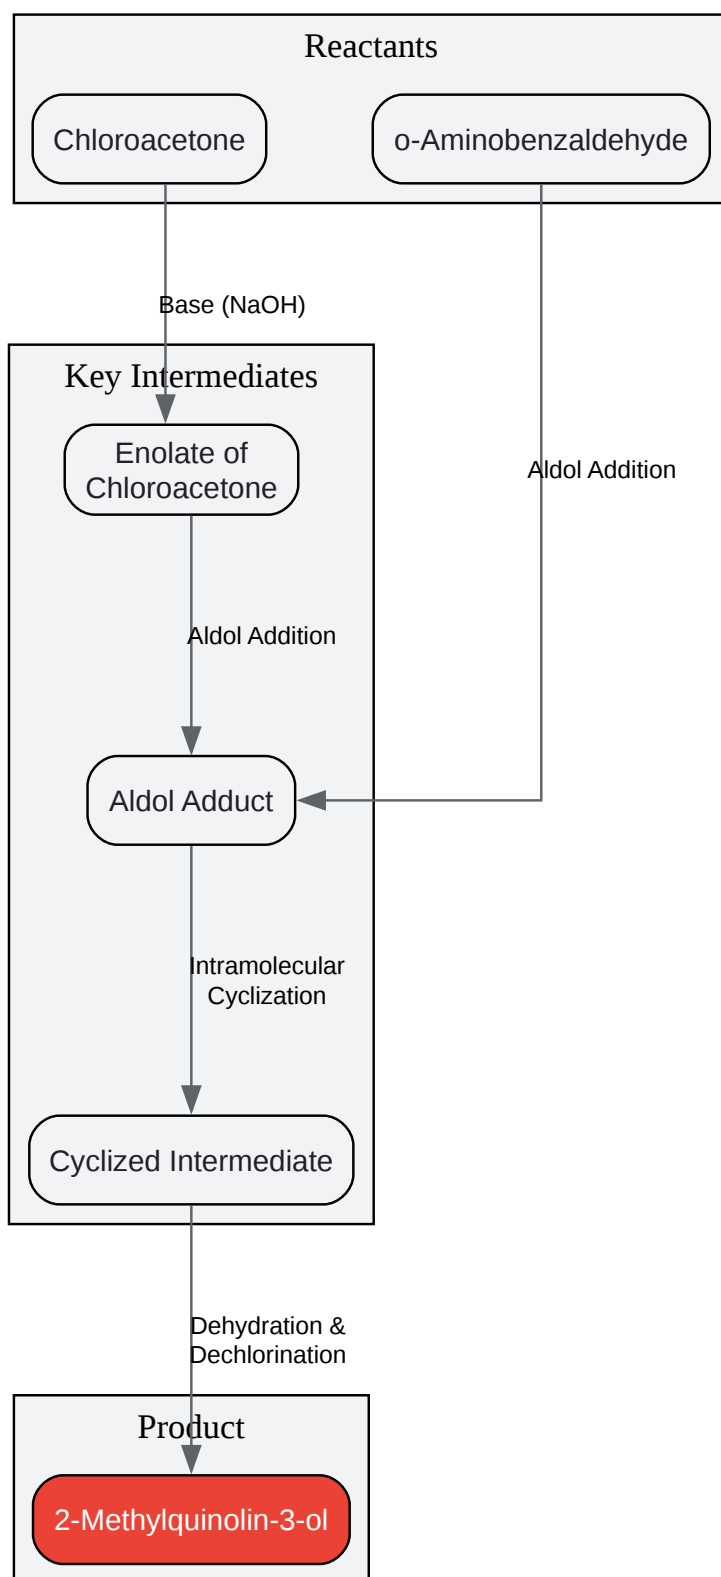 Reactants
Chloroacetone
o-Aminobenzaldehyde
Base (NaOH)
Key Intermediates
Enolate of
Chloroacetone
Aldol Addition
Aldol Addition
Aldol Adduct
Intramolecular
Cyclization
Cyclized Intermediate
Dehydration &
Dechlorination
Product
2-Methylquinolin-3-ol